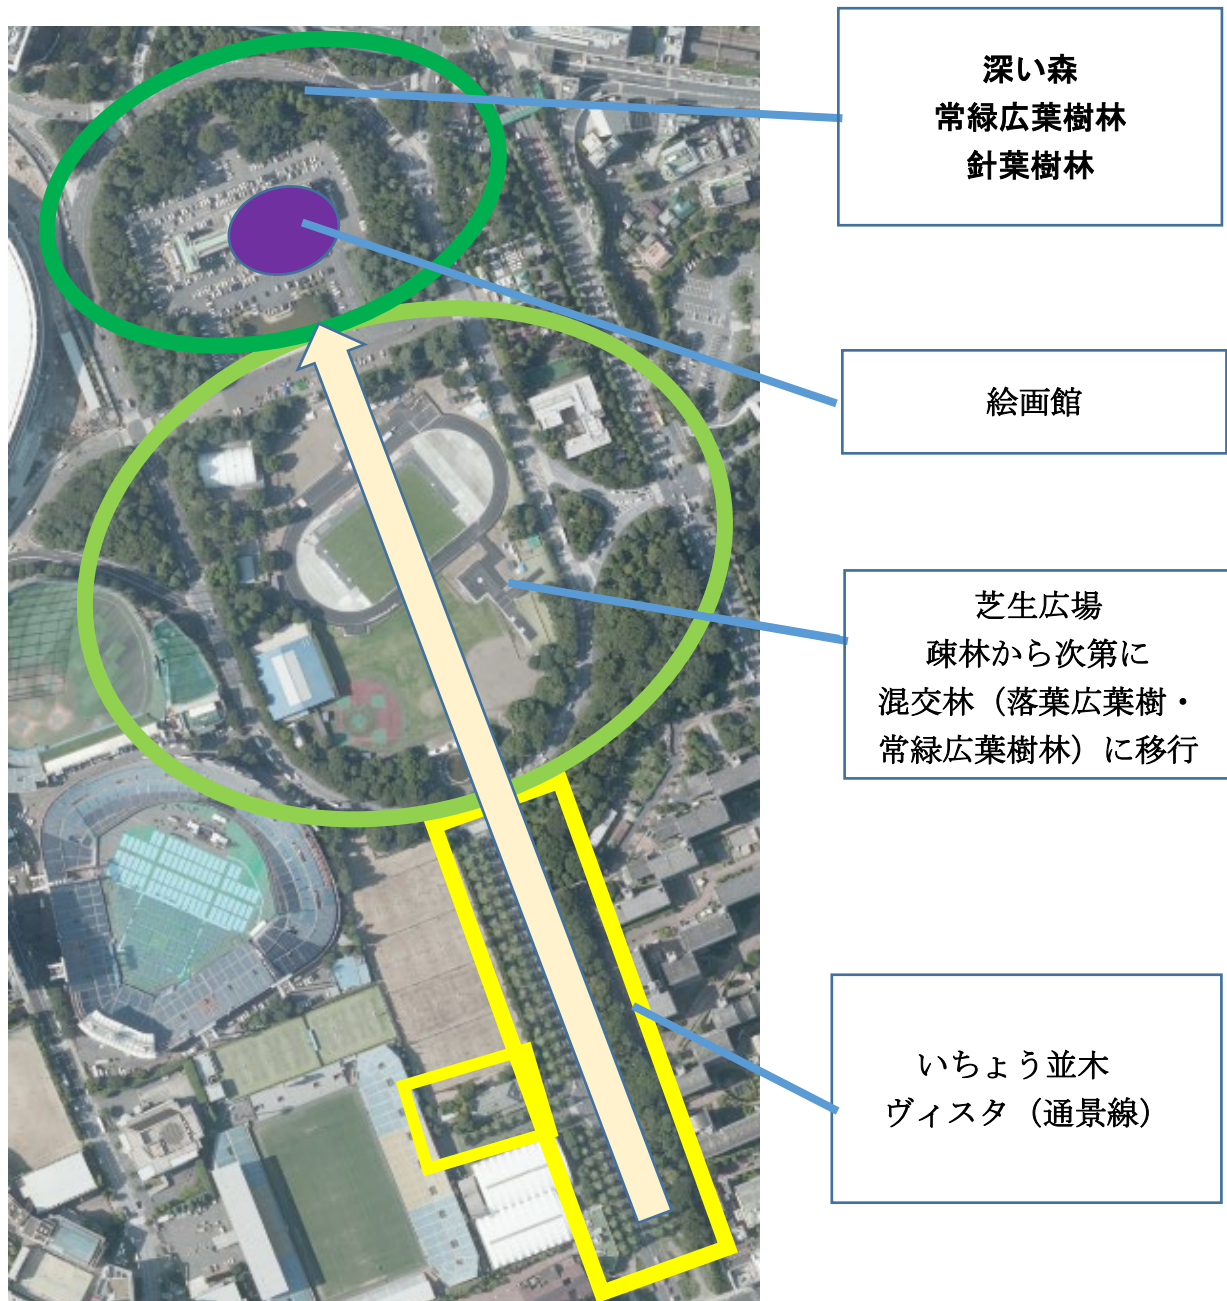 深い森
常緑広葉樹林
針葉樹林
絵画館
芝生広場
疎林から次第に
混交林（落葉広葉樹・
常緑広葉樹林）に移行
いちょう並木
ヴィスタ（通景線）